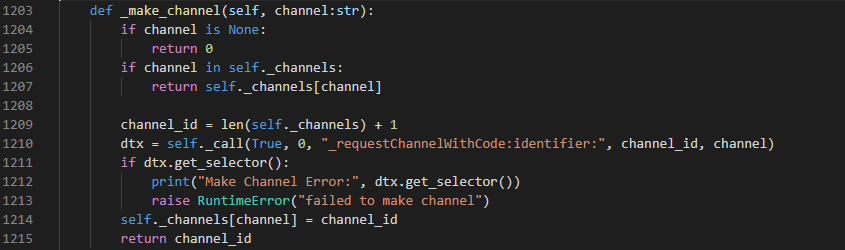 1203 def _make_channel(self, channel:str):
1204 if channel is None:
1205 return 0
1206 if channel in self._channels:
1207 return self._channels[channel]
1208
1209 channel_id = len(self._channels) + 1
1210 dtx = self._call(True, 0, "_requestChannelWithCode:identifier:", channel_id, channel)
1211 if dtx.get_selector():
1212 print("Make Channel Error:", dtx.get_selector())
1213 raise RuntimeError("failed to make channel")
1214 self._channels[channel] = channel_id
1215 return channel_id